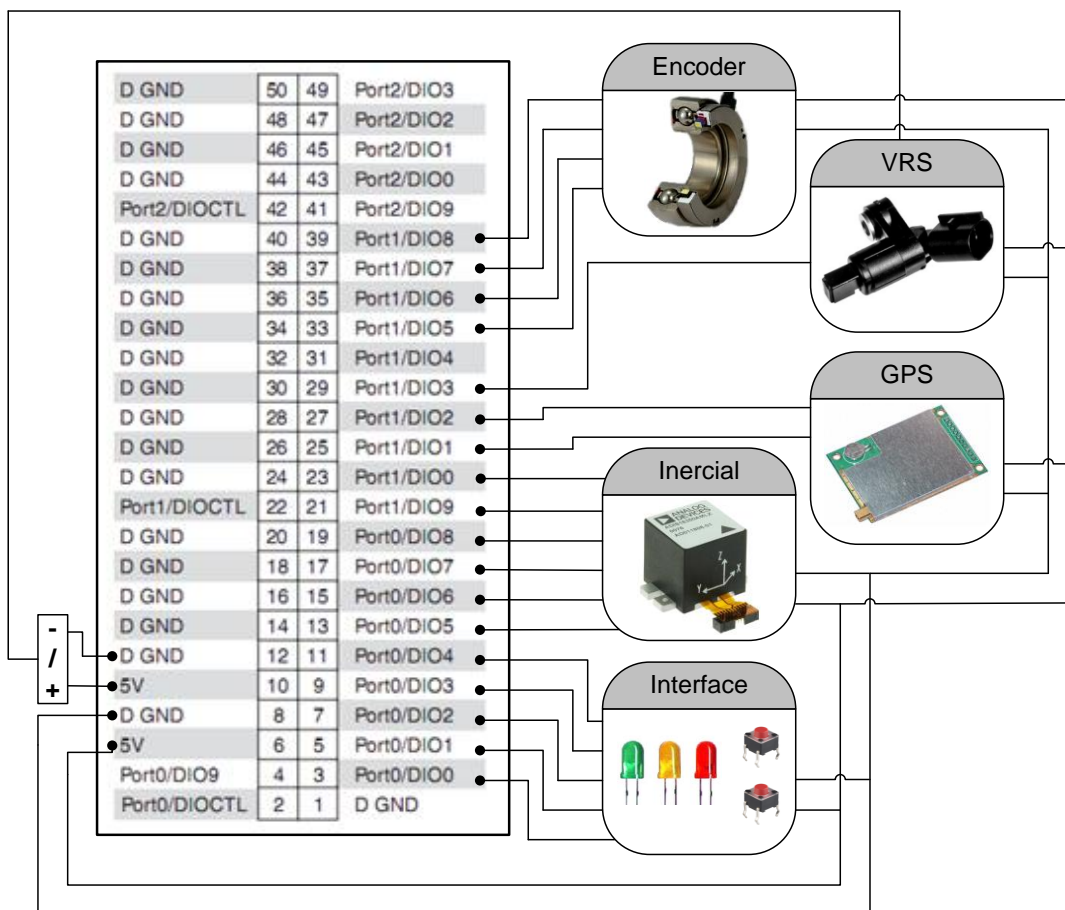 D GND 50 49 Port2/DIO3
D GND 48 47 Port2/DIO2
D GND 46 45 Port2/DIO1
D GND 44 43 Port2/DIO0
Port2/DIOCTL 42 41 Port2/DIO9
D GND 40 39 Port1/DIO8
D GND 38 37 Port1/DIO7
D GND 36 35 Port1/DIO6
D GND 34 33 Port1/DIO5
D GND 32 31 Port1/DIO4
D GND 30 29 Port1/DIO3
D GND 28 27 Port1/DIO2
D GND 26 25 Port1/DIO1
D GND 24 23 Port1/DIO0
Port1/DIOCTL 22 21 Port1/DIO9
D GND 20 19 Port0/DIO8
D GND 18 17 Port0/DIO7
D GND 16 15 Port0/DIO6
D GND 14 13 Port0/DIO5
D GND 12 11 Port0/DIO4
5V 10 9 Port0/DIO3
D GND 8 7 Port0/DIO2
5V 6 5 Port0/DIO1
Port0/DIO9 4 3 Port0/DIO0
Port0/DIOCTL 2 1 D GND
-
/
+
Encoder
VRS
GPS
Inercial
ANALOG
DEVICES
Z
X
Y
Interface